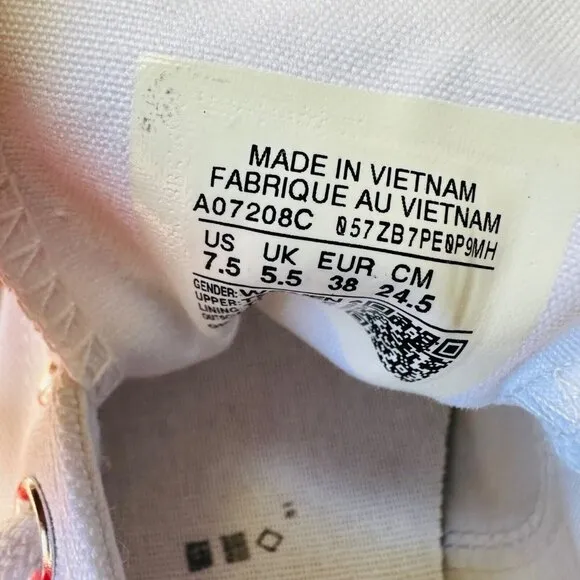 MADE IN VIETNAM
FABRIQUE AU VIETNAM
A07208C 057ZB7PE0P9MH
US UK EUR CM
7.5 5.5 38 24.5
GENDER:
UPPER:
LINING